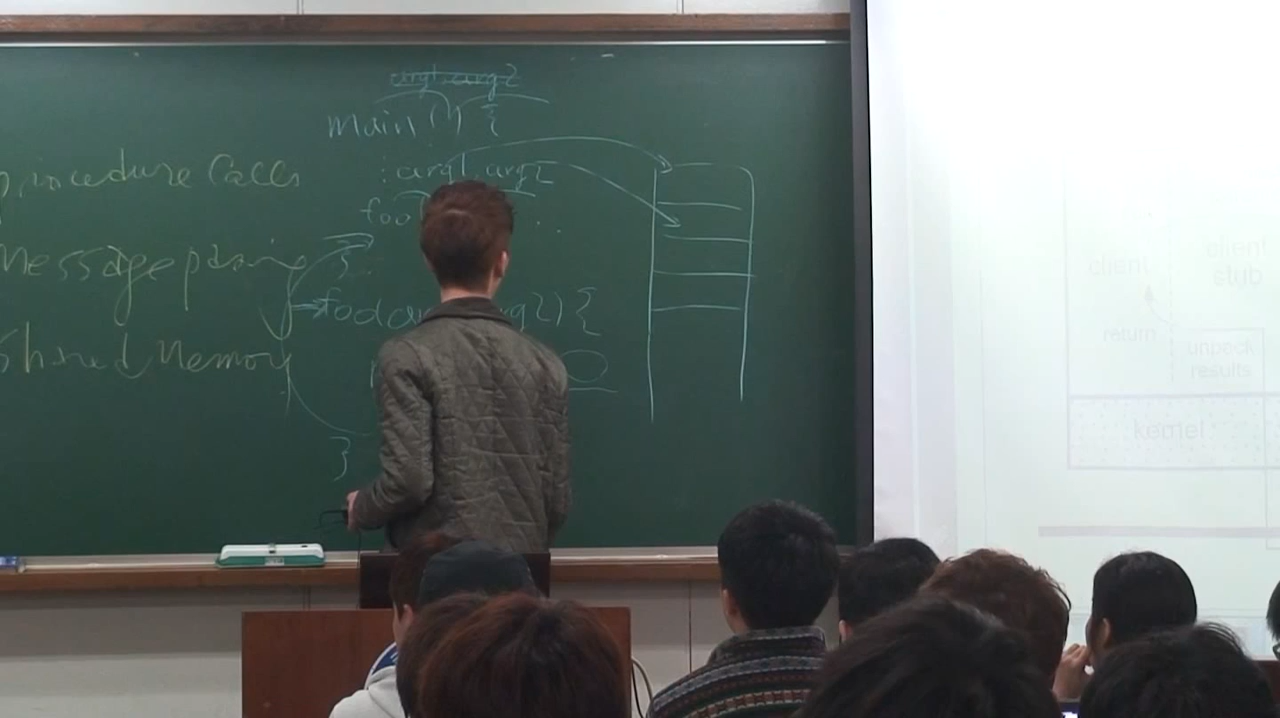 arg1 arg2
main ( ) {
: arg1, arg2
procedure Calls
foo
Message passing
}
foo( arg2) {
Shared Memory
}
client
client
stub
return
unpack
results
kernel